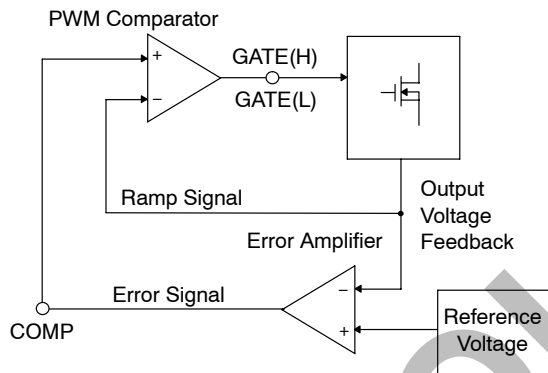 PWM Comparator
+
−
GATE(H)
GATE(L)
Ramp Signal
Output
Voltage
Feedback
Error Amplifier
−
+
Error Signal
COMP
Reference
Voltage